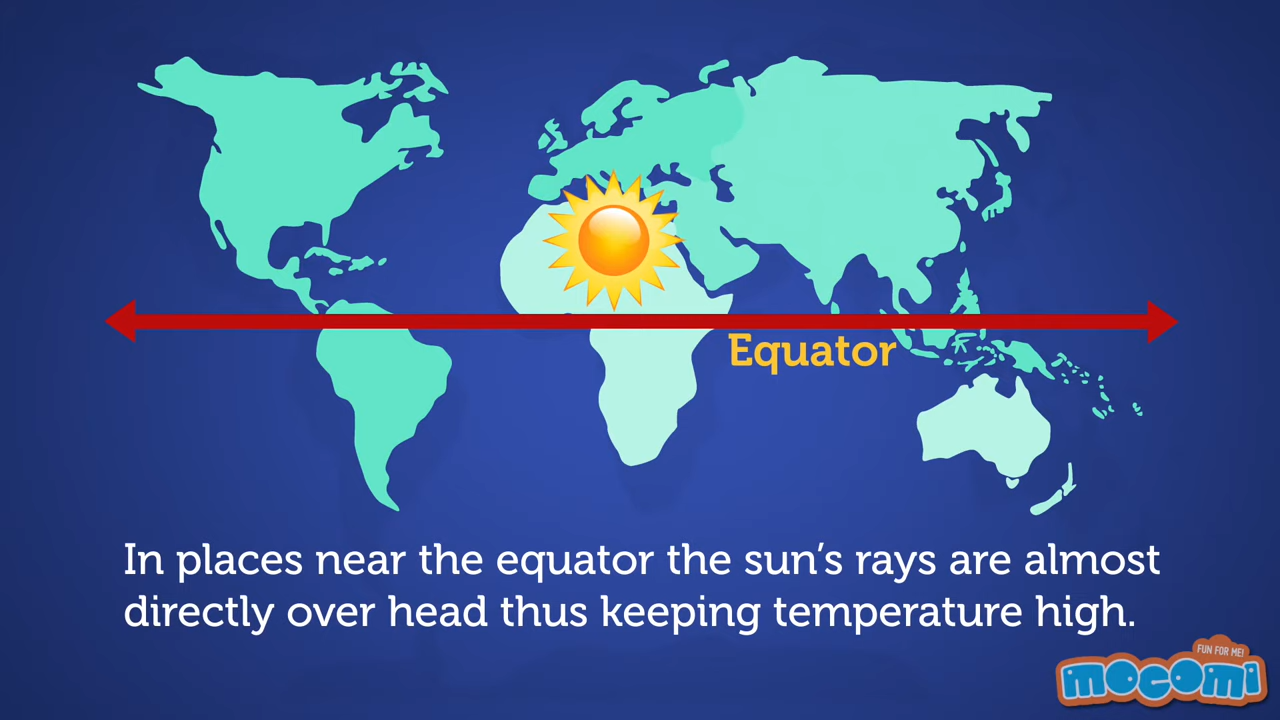 Equator
In places near the equator the sun’s rays are almost
directly over head thus keeping temperature high.
FUN FOR ME!
mocomi